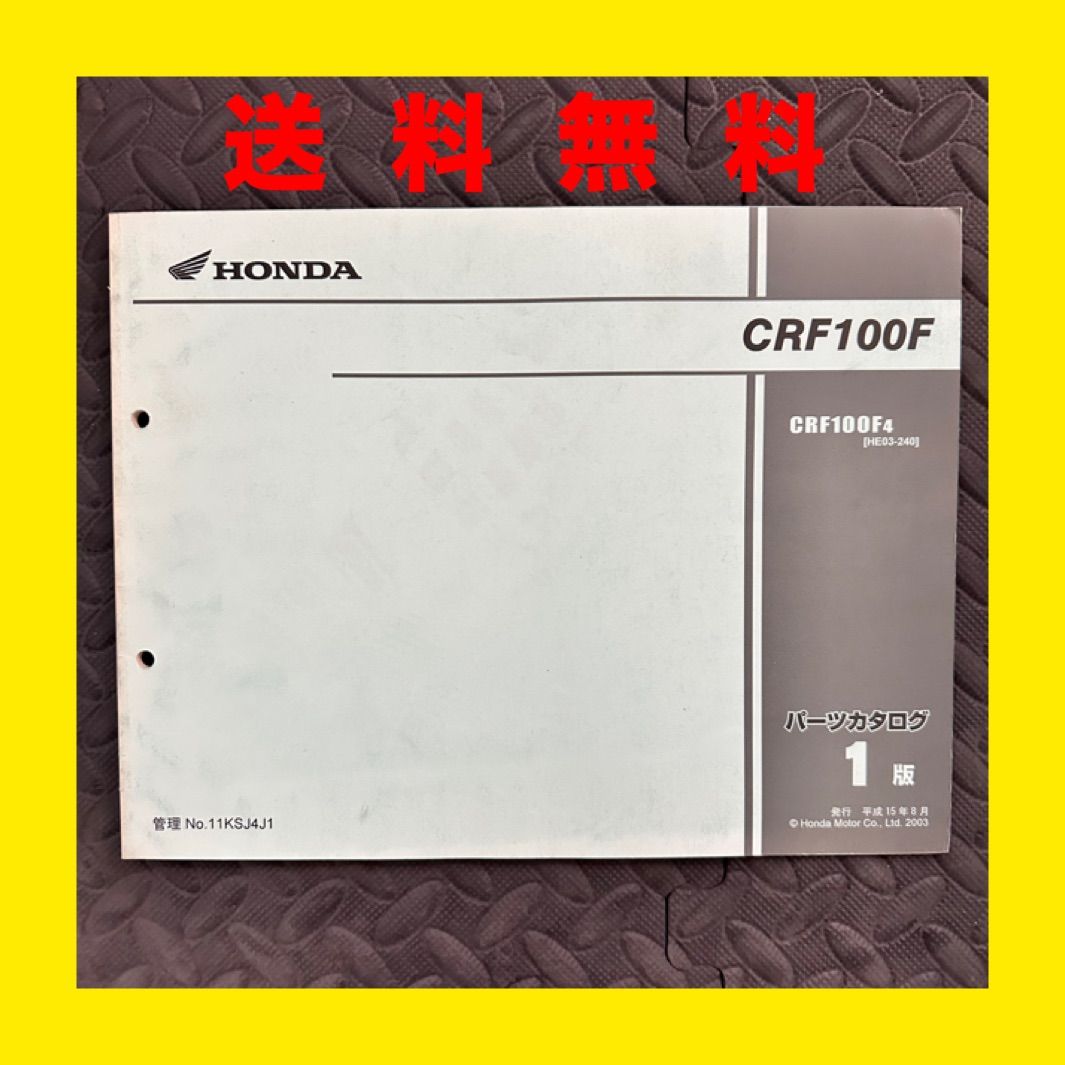 送料無料
HONDA
CRF100F
CRF100F4
[HE03-240]
パーツカタログ
1版
発行 平成15年8月
© Honda Motor Co., Ltd. 2003
管理 No.11KSJ4J1